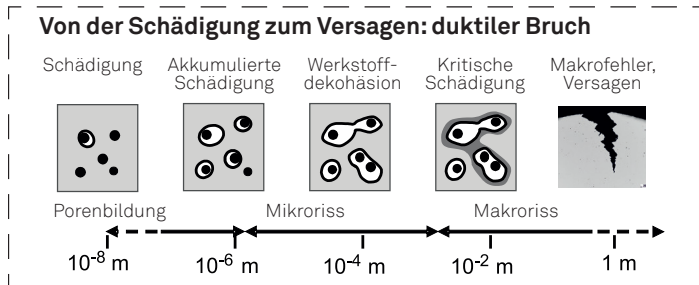 Von der Schädigung zum Versagen: duktiler Bruch
Schädigung
Akkumulierte
Schädigung
Werkstoff-
dekohäsion
Kritische
Schädigung
Makrofehler,
Versagen
Porenbildung
Mikroriss
Makroriss
10⁻⁸ m
10⁻⁶ m
10⁻⁴ m
10⁻² m
1 m